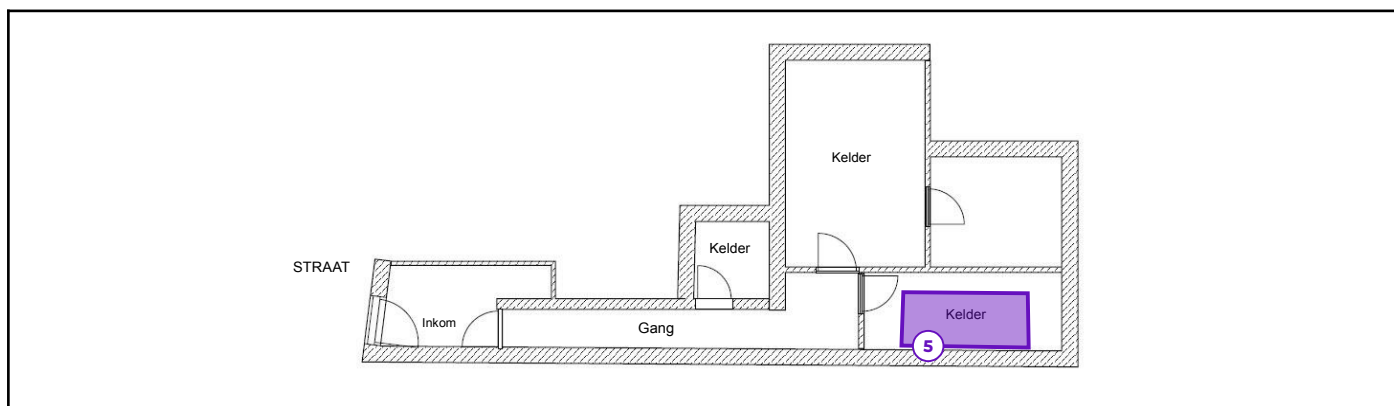 Kelder
Kelder
STRAAT
Inkom
Gang
Kelder
5